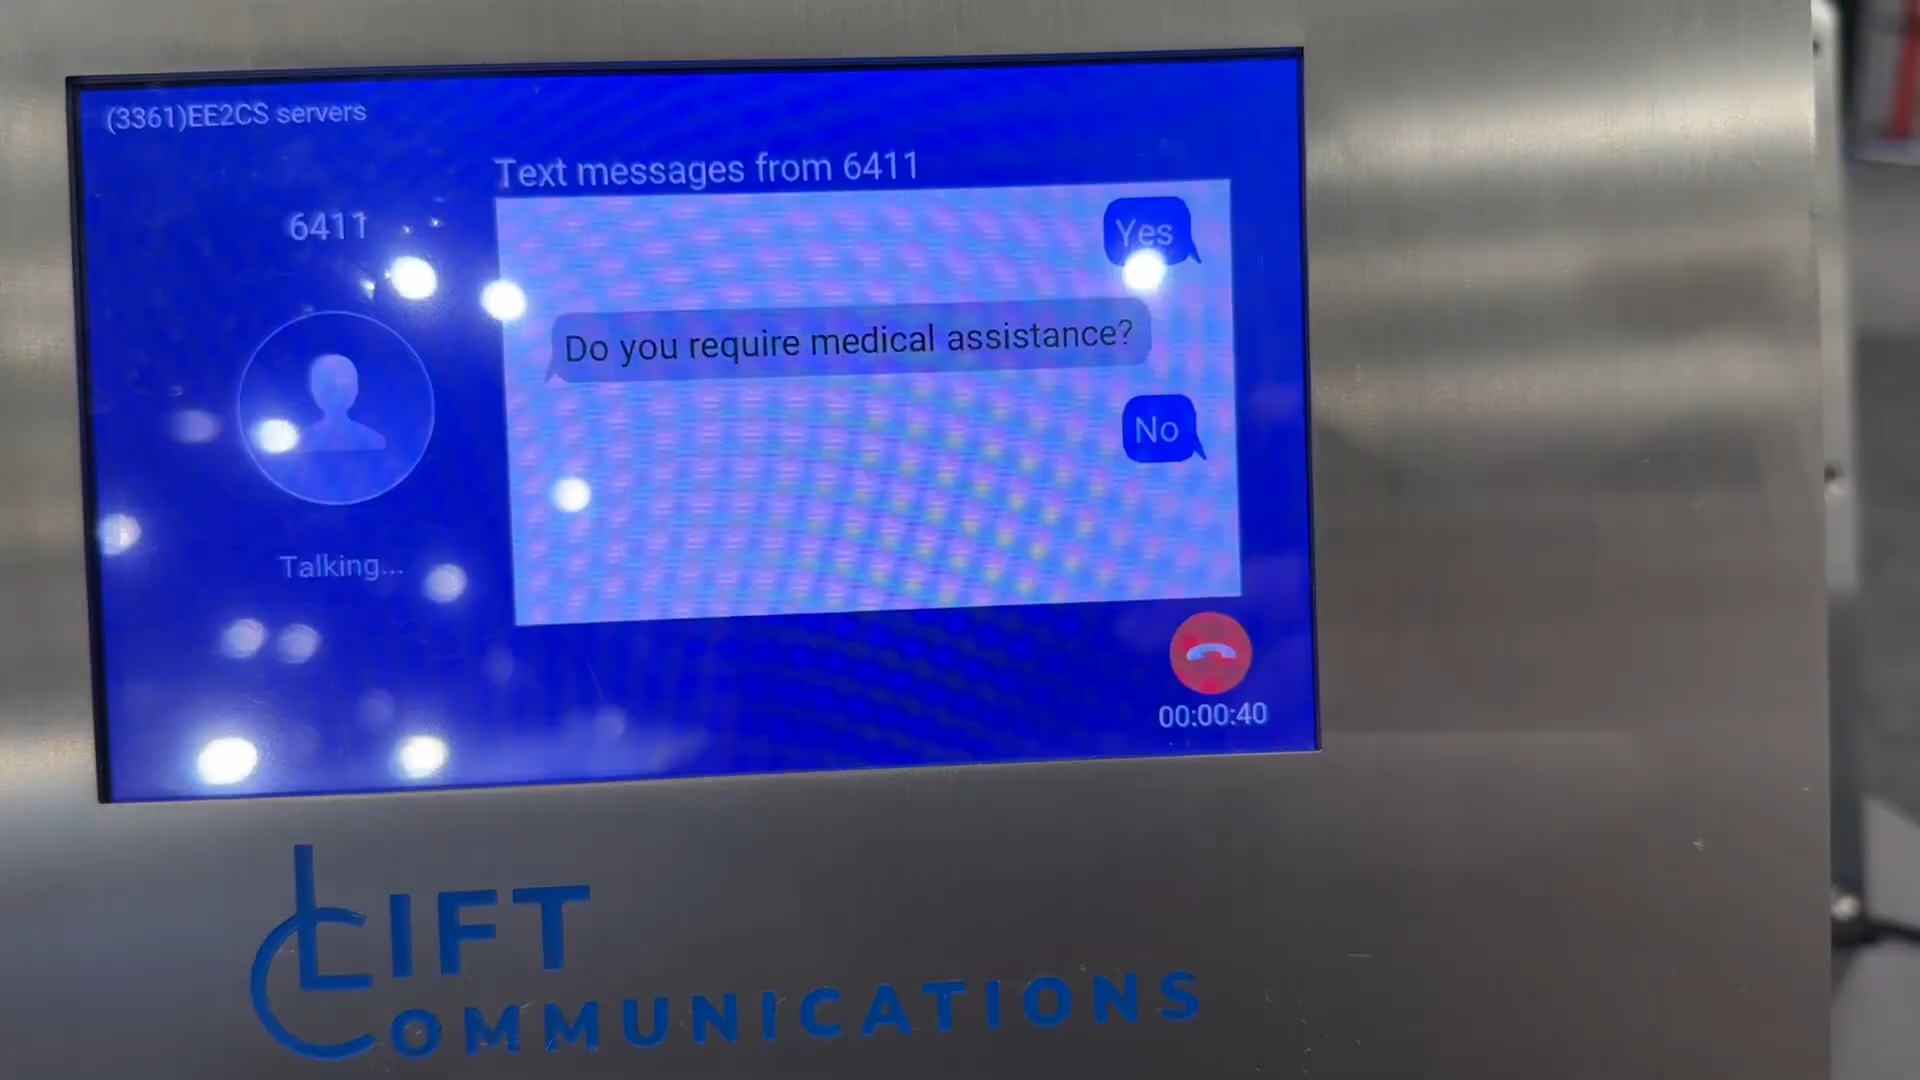 (3361)EE2CS servers
Text messages from 6411
6411
Yes
Do you require medical assistance?
No
Talking...
00:00:40
LIFT
COMMUNICATIONS